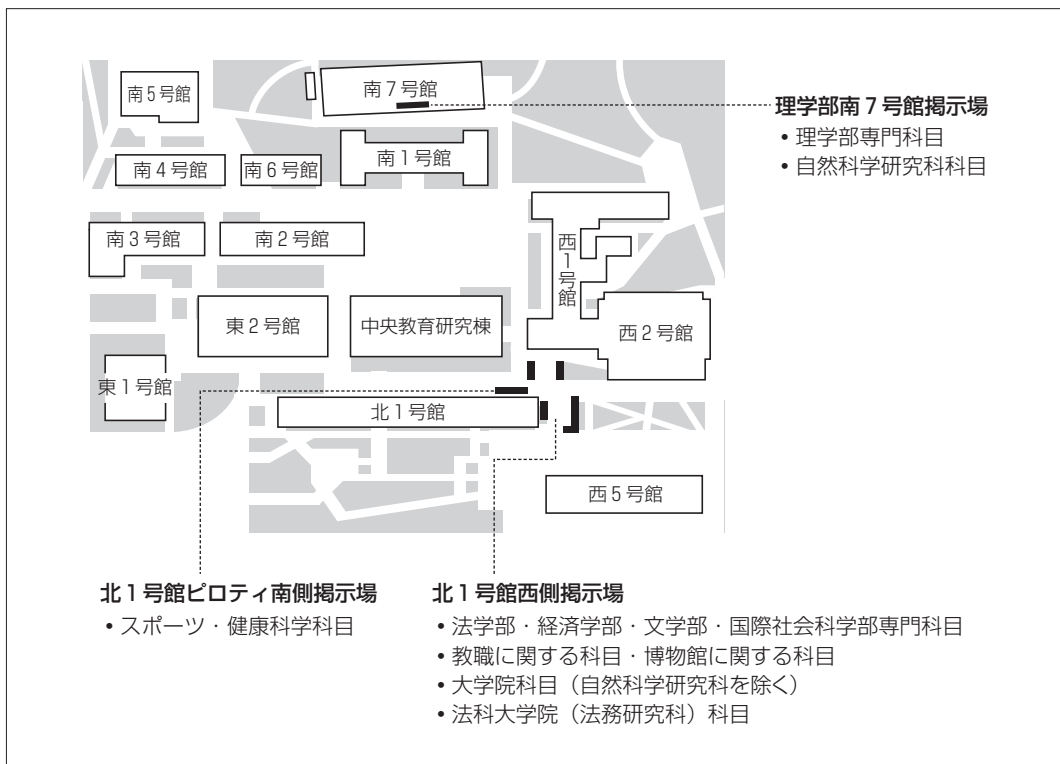 南5号館
南7号館
理学部南7号館掲示場
• 理学部専門科目
• 自然科学研究科科目
南4号館
南6号館
南1号館
南3号館
南2号館
西1号館
東2号館
中央教育研究棟
西2号館
東1号館
北1号館
西5号館
北1号館ピロティ南側掲示場
• スポーツ・健康科学科目
北1号館西側掲示場
• 法学部・経済学部・文学部・国際社会科学部専門科目
• 教職に関する科目・博物館に関する科目
• 大学院科目（自然科学研究科を除く）
• 法科大学院（法務研究科）科目